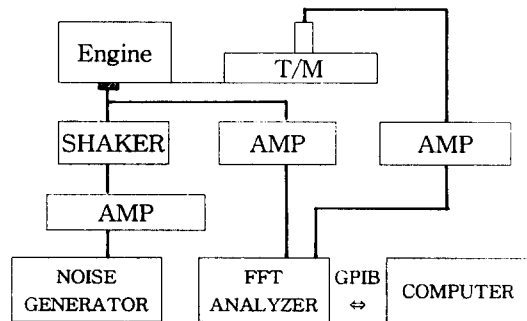 Engine
T/M
SHAKER
AMP
AMP
AMP
NOISE
GENERATOR
FFT
ANALYZER
GPIB
⇔
COMPUTER